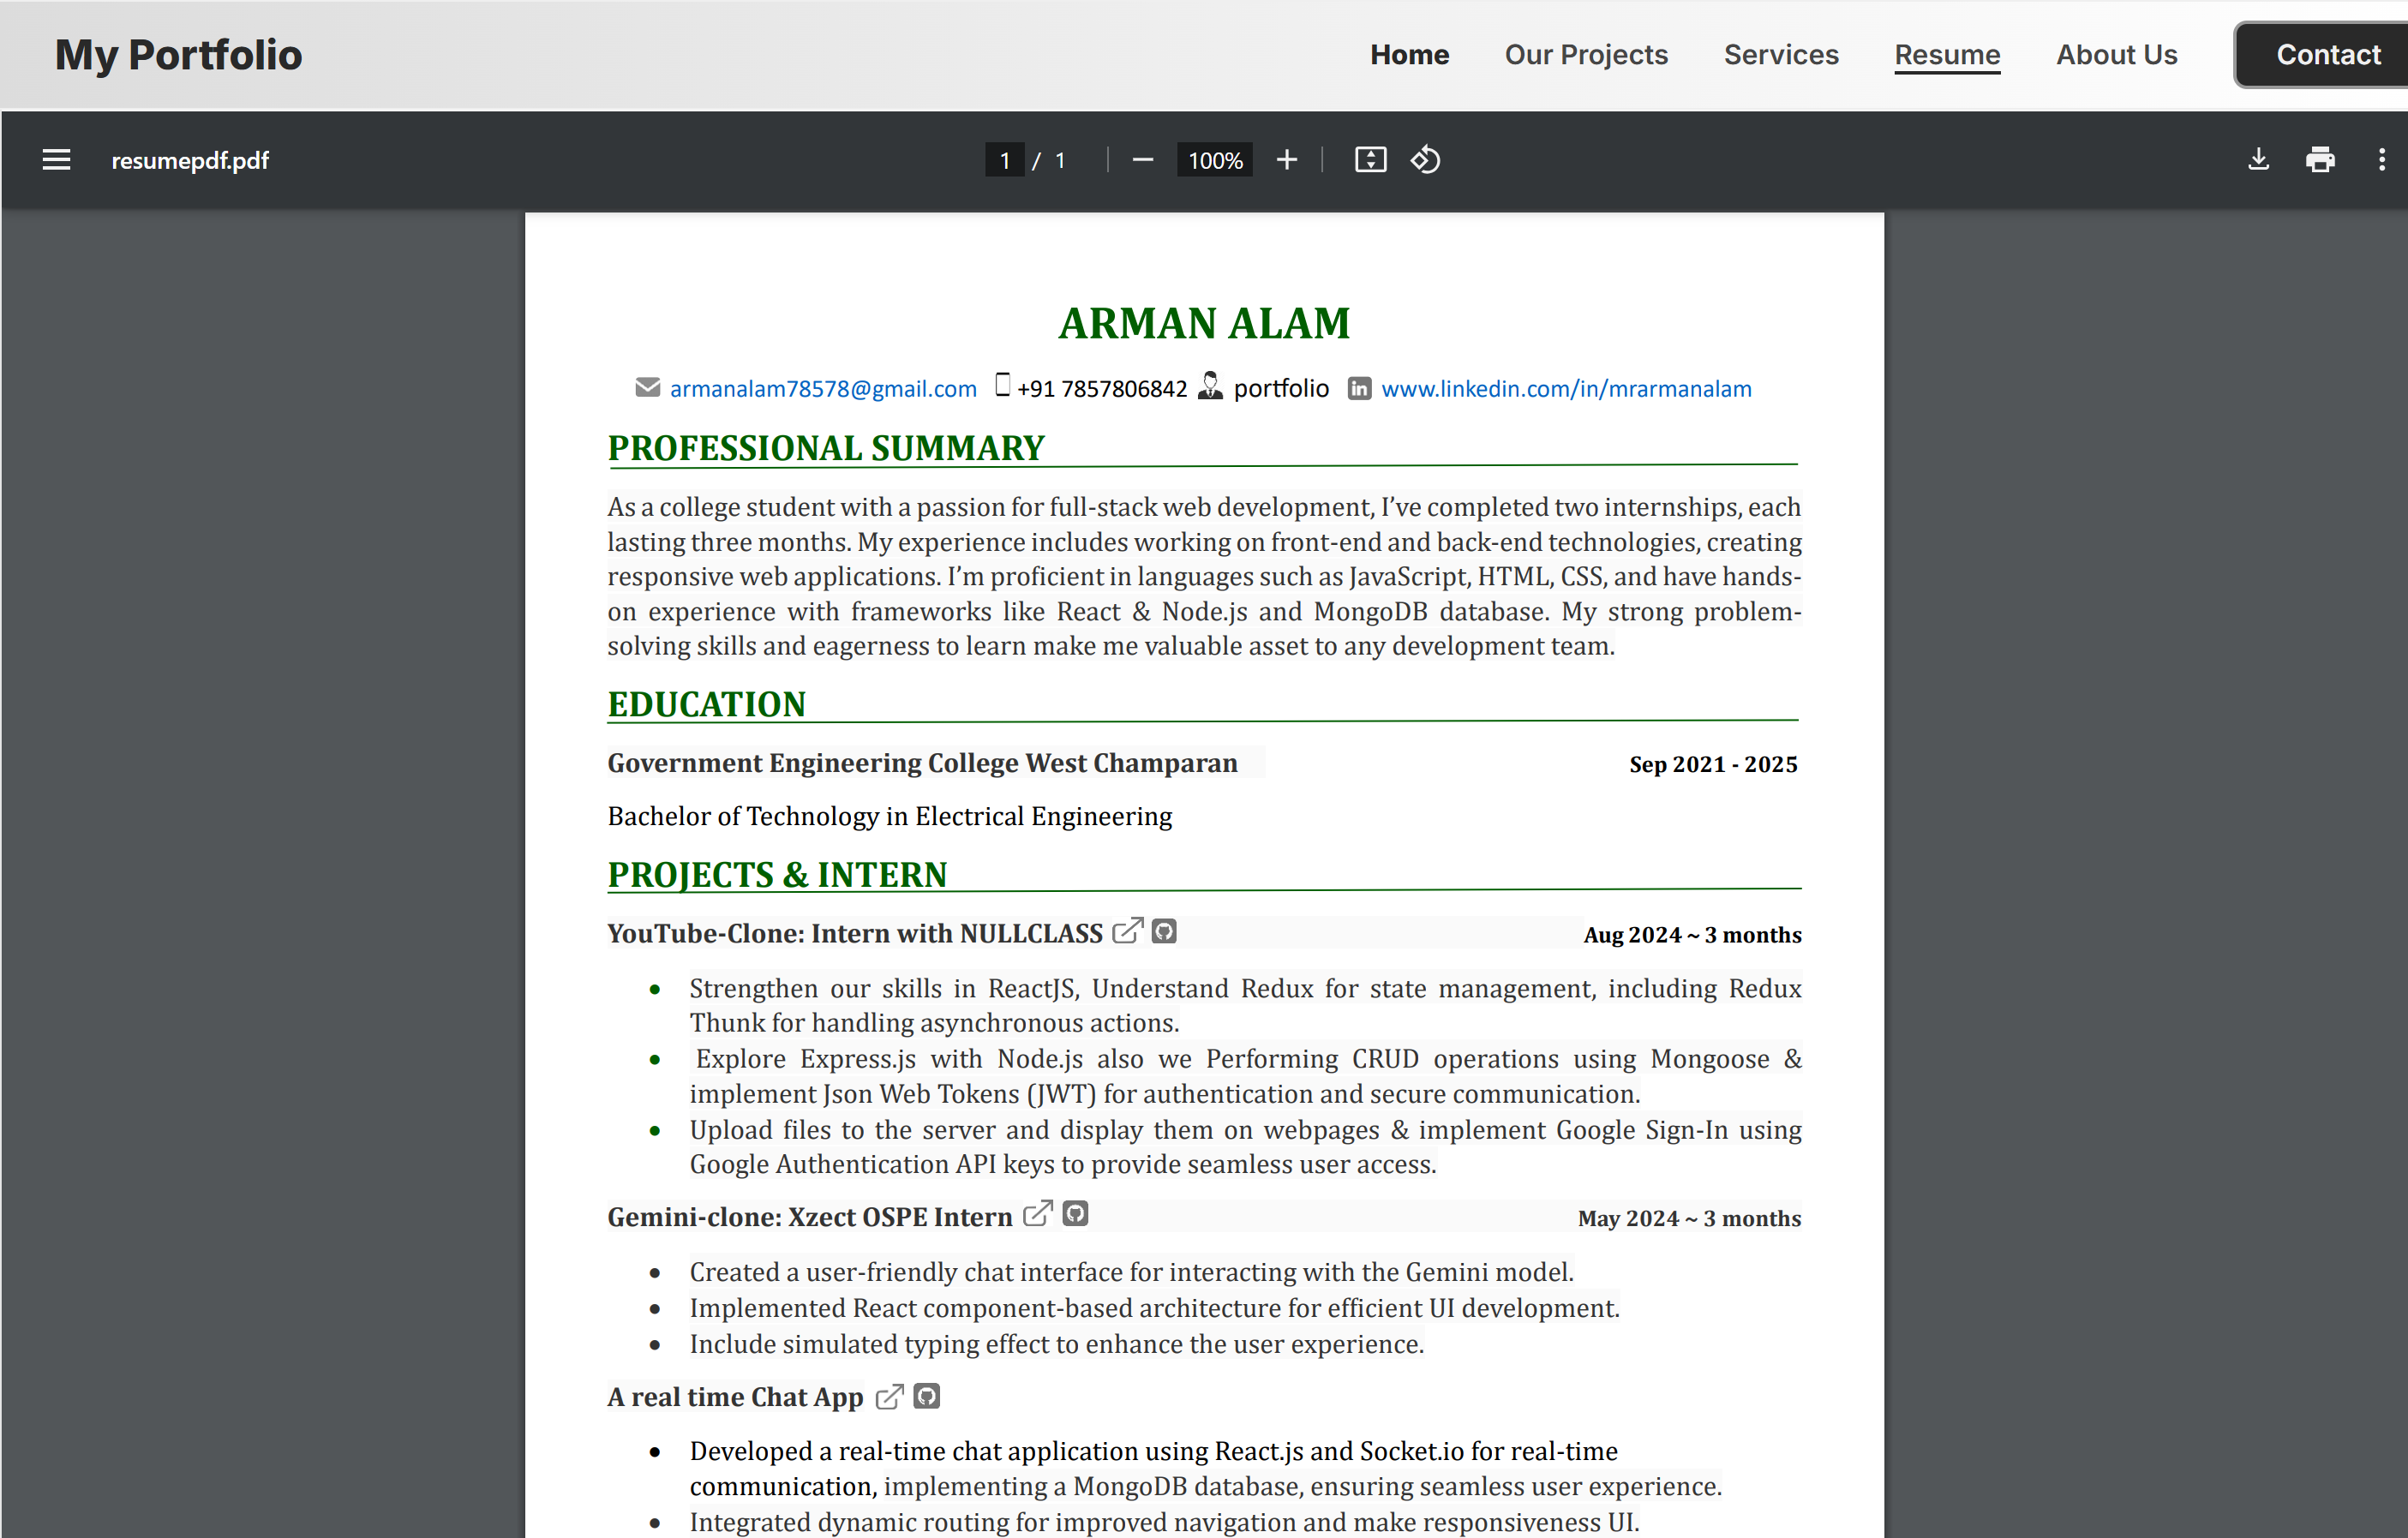 My Portfolio
Home Our Projects Services Resume About Us Contact
resumepdf.pdf 1 / 1 100%
ARMAN ALAM
armanalam78578@gmail.com +91 7857806842 portfolio in www.linkedin.com/in/mrarmanalam
PROFESSIONAL SUMMARY
As a college student with a passion for full-stack web development, I’ve completed two internships, each
lasting three months. My experience includes working on front-end and back-end technologies, creating
responsive web applications. I’m proficient in languages such as JavaScript, HTML, CSS, and have hands-
on experience with frameworks like React & Node.js and MongoDB database. My strong problem-
solving skills and eagerness to learn make me valuable asset to any development team.
EDUCATION
Government Engineering College West Champaran Sep 2021 - 2025
Bachelor of Technology in Electrical Engineering
PROJECTS & INTERN
YouTube-Clone: Intern with NULLCLASS Aug 2024 ~ 3 months
• Strengthen our skills in ReactJS, Understand Redux for state management, including Redux
Thunk for handling asynchronous actions.
• Explore Express.js with Node.js also we Performing CRUD operations using Mongoose &
implement Json Web Tokens (JWT) for authentication and secure communication.
• Upload files to the server and display them on webpages & implement Google Sign-In using
Google Authentication API keys to provide seamless user access.
Gemini-clone: Xzect OSPE Intern May 2024 ~ 3 months
• Created a user-friendly chat interface for interacting with the Gemini model.
• Implemented React component-based architecture for efficient UI development.
• Include simulated typing effect to enhance the user experience.
A real time Chat App
• Developed a real-time chat application using React.js and Socket.io for real-time
communication, implementing a MongoDB database, ensuring seamless user experience.
• Integrated dynamic routing for improved navigation and make responsiveness UI.